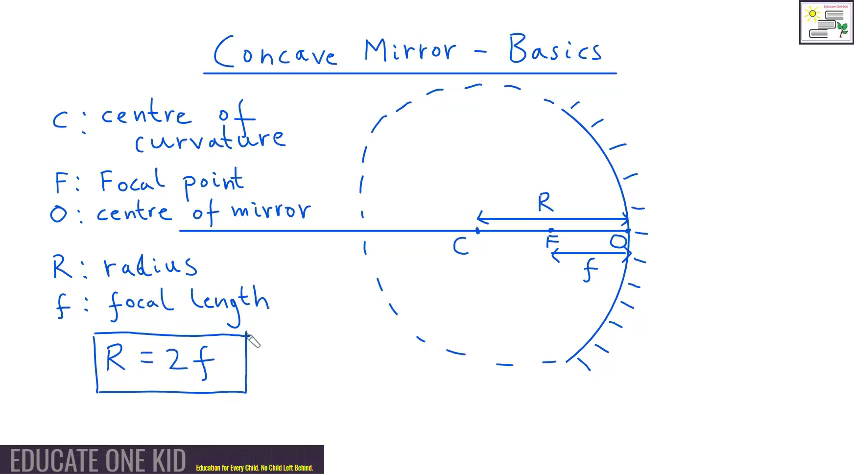 Concave Mirror - Basics
C: centre of
curvature
F: Focal point
O: centre of mirror
R: radius
f: focal length
R = 2f
R
C
F
O
f
EDUCATE ONE KID
Education for Every Child. No Child Left Behind.